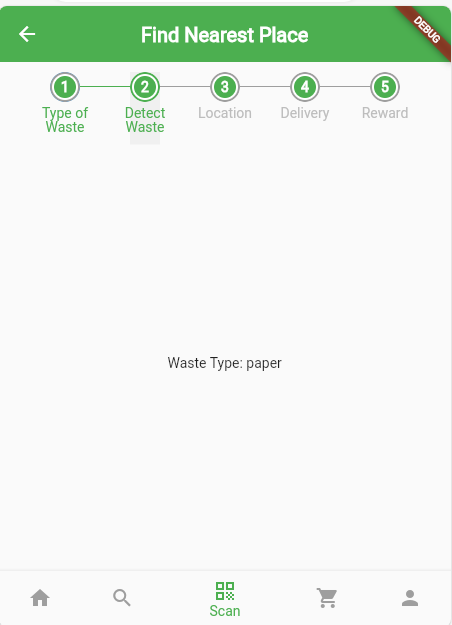 Find Nearest Place
DEBUG
1 2 3 4 5
Type of Waste
Detect Waste
Location
Delivery
Reward
Waste Type: paper
Scan